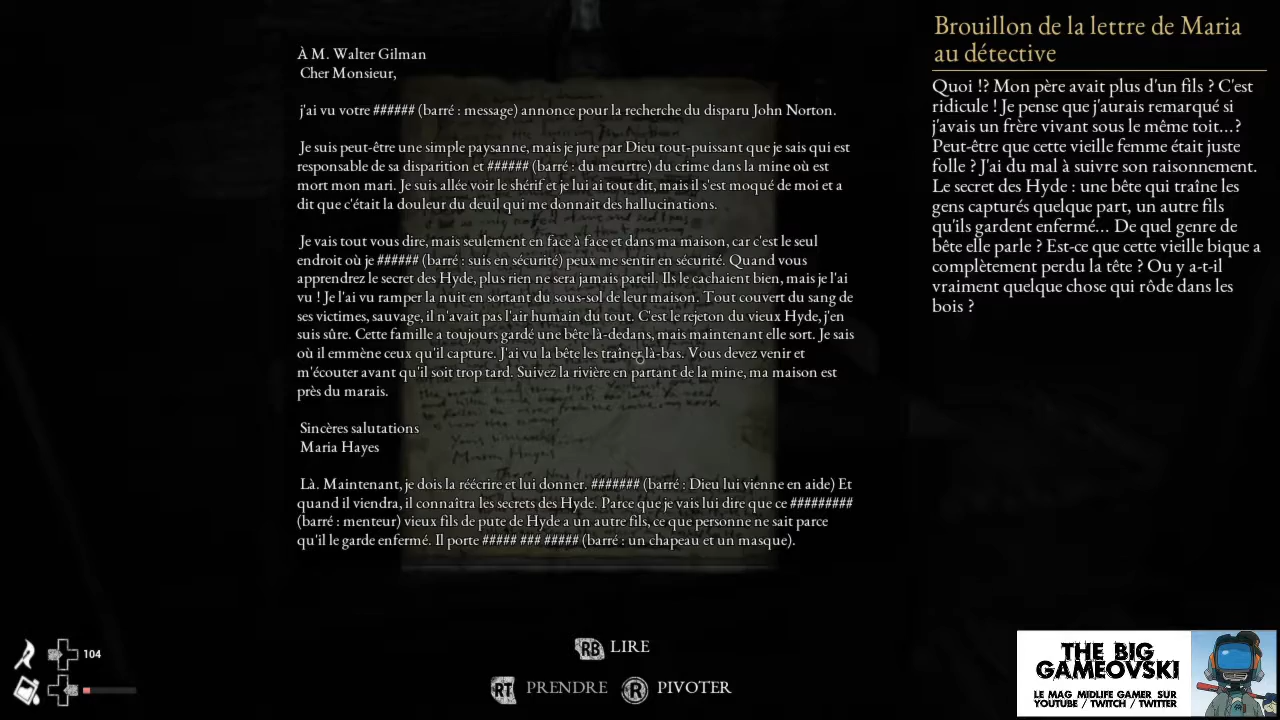 À M. Walter Gilman
Cher Monsieur,
j'ai vu votre ###### (barré : message) annonce pour la recherche du disparu John Norton.
Je suis peut-être une simple paysanne, mais je jure par Dieu tout-puissant que je sais qui est
responsable de sa disparition et ###### (barré : du meurtre) du crime dans la mine où est
mort mon mari. Je suis allée voir le shérif et je lui ai tout dit, mais il s'est moqué de moi et a
dit que c'était la douleur du deuil qui me donnait des hallucinations.
Je vais tout vous dire, mais seulement en face à face et dans ma maison, car c'est le seul
endroit où je ###### (barré : suis en sécurité) peux me sentir en sécurité. Quand vous
apprendrez le secret des Hyde, plus rien ne sera jamais pareil. Ils le cachaient bien, mais je l'ai
vu ! Je l'ai vu ramper la nuit en sortant du sous-sol de leur maison. Tout couvert du sang de
ses victimes, sauvage, il n'avait pas l'air humain du tout. C'est le rejeton du vieux Hyde, j'en
suis sûre. Cette famille a toujours gardé une bête là-dedans, mais maintenant elle sort. Je sais
où il emmène ceux qu'il capture. J'ai vu la bête les traîner là-bas. Vous devez venir et
m'écouter avant qu'il soit trop tard. Suivez la rivière en partant de la mine, ma maison est
près du marais.
Sincères salutations
Maria Hayes
Là. Maintenant, je dois la réécrire et lui donner. ####### (barré : Dieu lui vienne en aide) Et
quand il viendra, il connaîtra les secrets des Hyde. Parce que je vais lui dire que ce #########
(barré : menteur) vieux fils de pute de Hyde a un autre fils, ce que personne ne sait parce
qu'il le garde enfermé. Il porte ##### ### ##### (barré : un chapeau et un masque).
Brouillon de la lettre de Maria
au détective
Quoi !? Mon père avait plus d'un fils ? C'est
ridicule ! Je pense que j'aurais remarqué si
j'avais un frère vivant sous le même toit...?
Peut-être que cette vieille femme était juste
folle ? J'ai du mal à suivre son raisonnement.
Le secret des Hyde : une bête qui traîne les
gens capturés quelque part, un autre fils
qu'ils gardent enfermé... De quel genre de
bête elle parle ? Est-ce que cette vieille bique a
complètement perdu la tête ? Ou y a-t-il
vraiment quelque chose qui rôde dans les
bois ?
104
RB LIRE
RT PRENDRE R PIVOTER
THE BIG
GAMEOVSKI
LE MAG MIDLIFE GAMER SUR
YOUTUBE / TWITCH / TWITTER